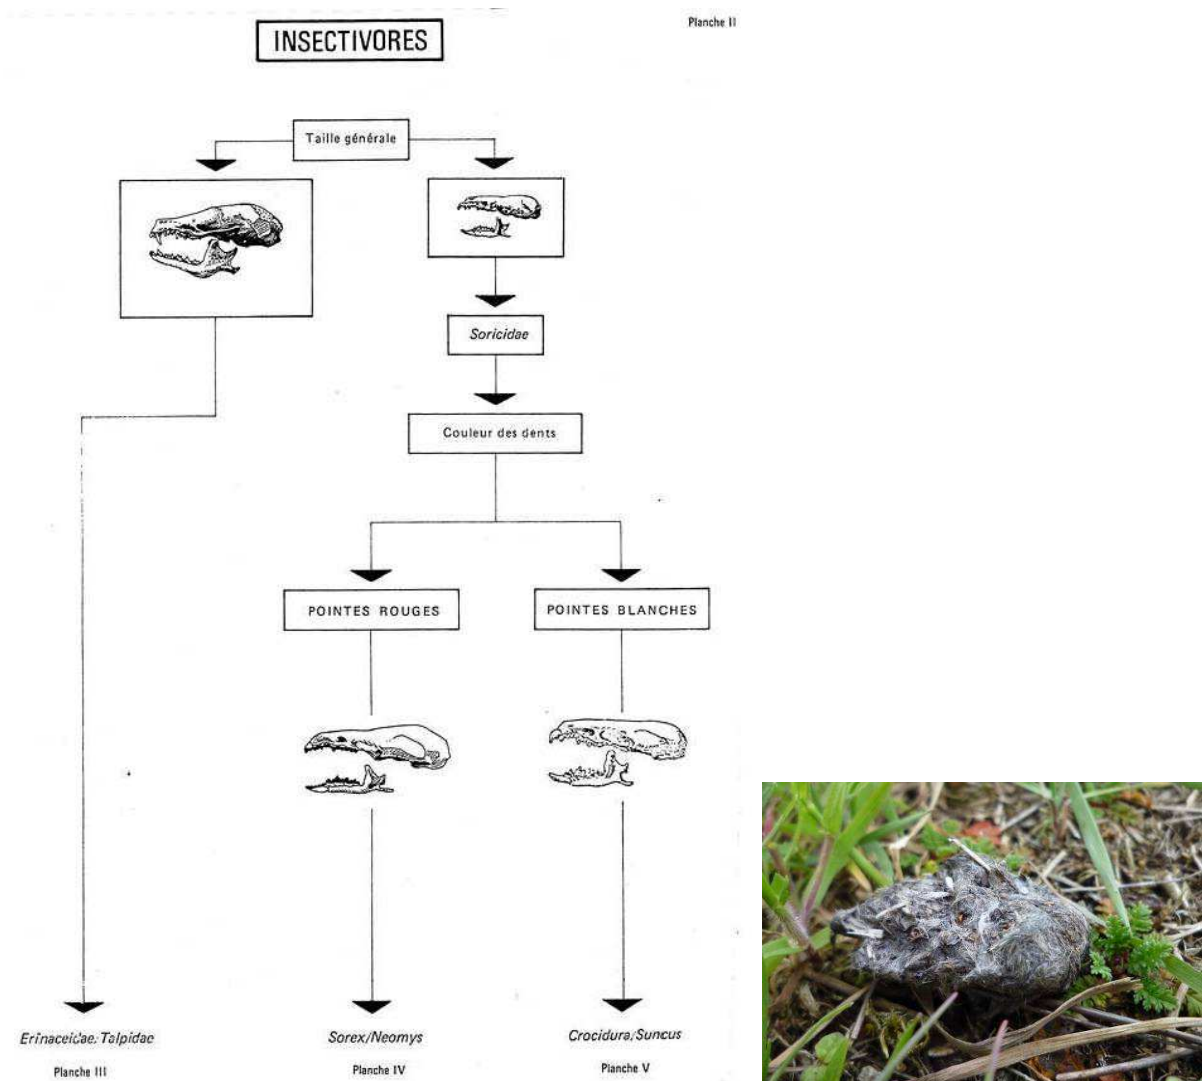 Planche II
INSECTIVORES
Taille générale
Soricidae
Couleur des dents
POINTES ROUGES
POINTES BLANCHES
Erinaceidae/Talpidae
Sorex/Neomys
Crocidura/Suncus
Planche III
Planche IV
Planche V